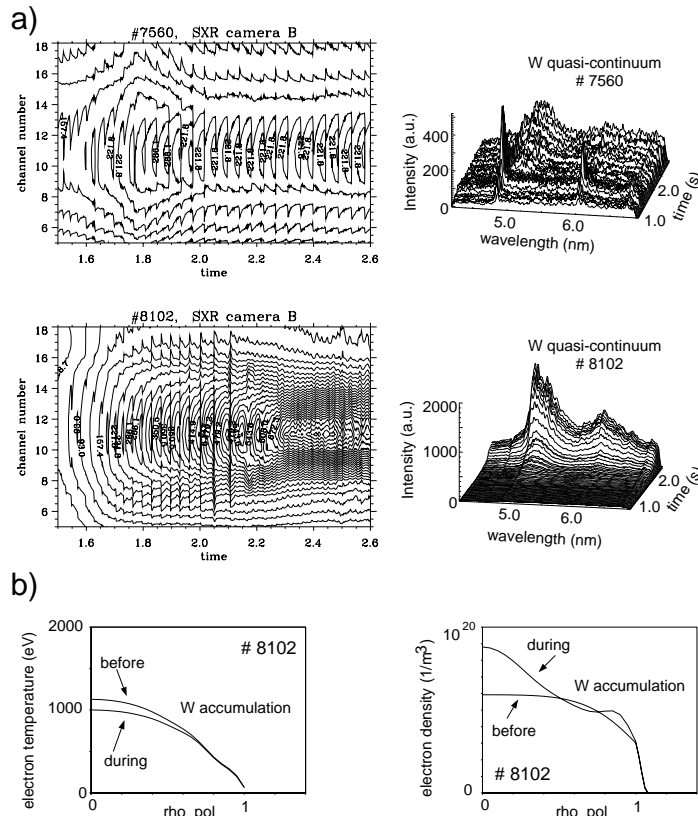 a)
#7560, SXR camera B
channel number
18
16
14
12
10
8
6
1.6
1.8
2.0
2.2
2.4
2.6
time
W quasi-continuum
# 7560
Intensity (a.u.)
400
200
0
5.0
6.0
wavelength (nm)
1.0
2.0
time (s)
#8102, SXR camera B
channel number
18
16
14
12
10
8
6
157.4
1.6
1.8
2.0
2.2
2.4
2.6
time
W quasi-continuum
# 8102
Intensity (a.u.)
2000
1000
0
5.0
6.0
wavelength (nm)
1.0
2.0
time (s)
b)
electron temperature (eV)
2000
1000
0
# 8102
before
W accumulation
during
0
1
rho_pol
electron density (1/m³)
10 20
0
during
W accumulation
before
# 8102
0
1
rho_pol